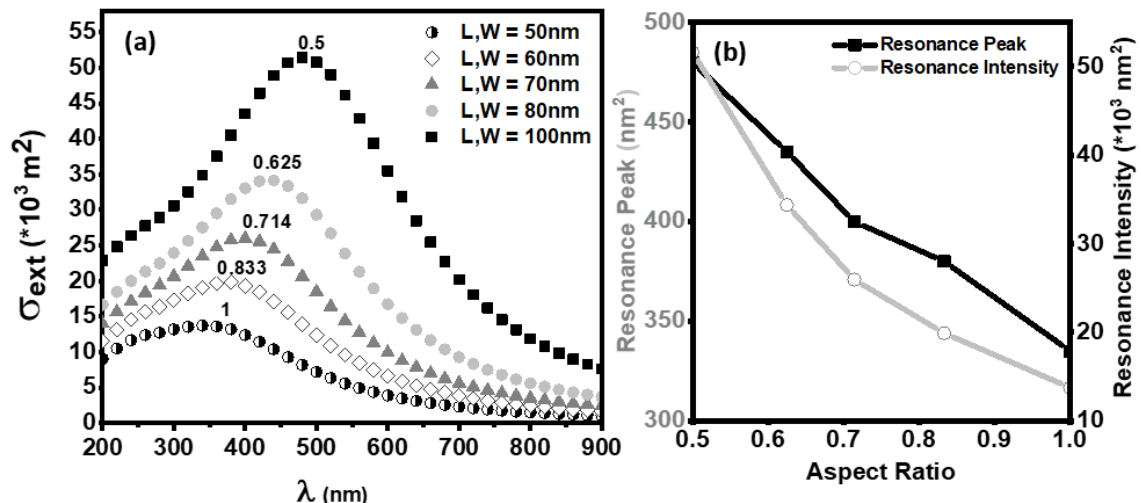 (a)
L,W = 50nm
L,W = 60nm
L,W = 70nm
L,W = 80nm
L,W = 100nm
0.5
0.625
0.714
0.833
1
σext (*10³ m²)
55
50
45
40
35
30
25
20
15
10
5
0
200 300 400 500 600 700 800 900
λ (nm)
(b)
Resonance Peak
Resonance Intensity
Resonance Peak (nm²)
500
450
400
350
300
Resonance Intensity (*10³ nm²)
50
40
30
20
10
0.5 0.6 0.7 0.8 0.9 1.0
Aspect Ratio